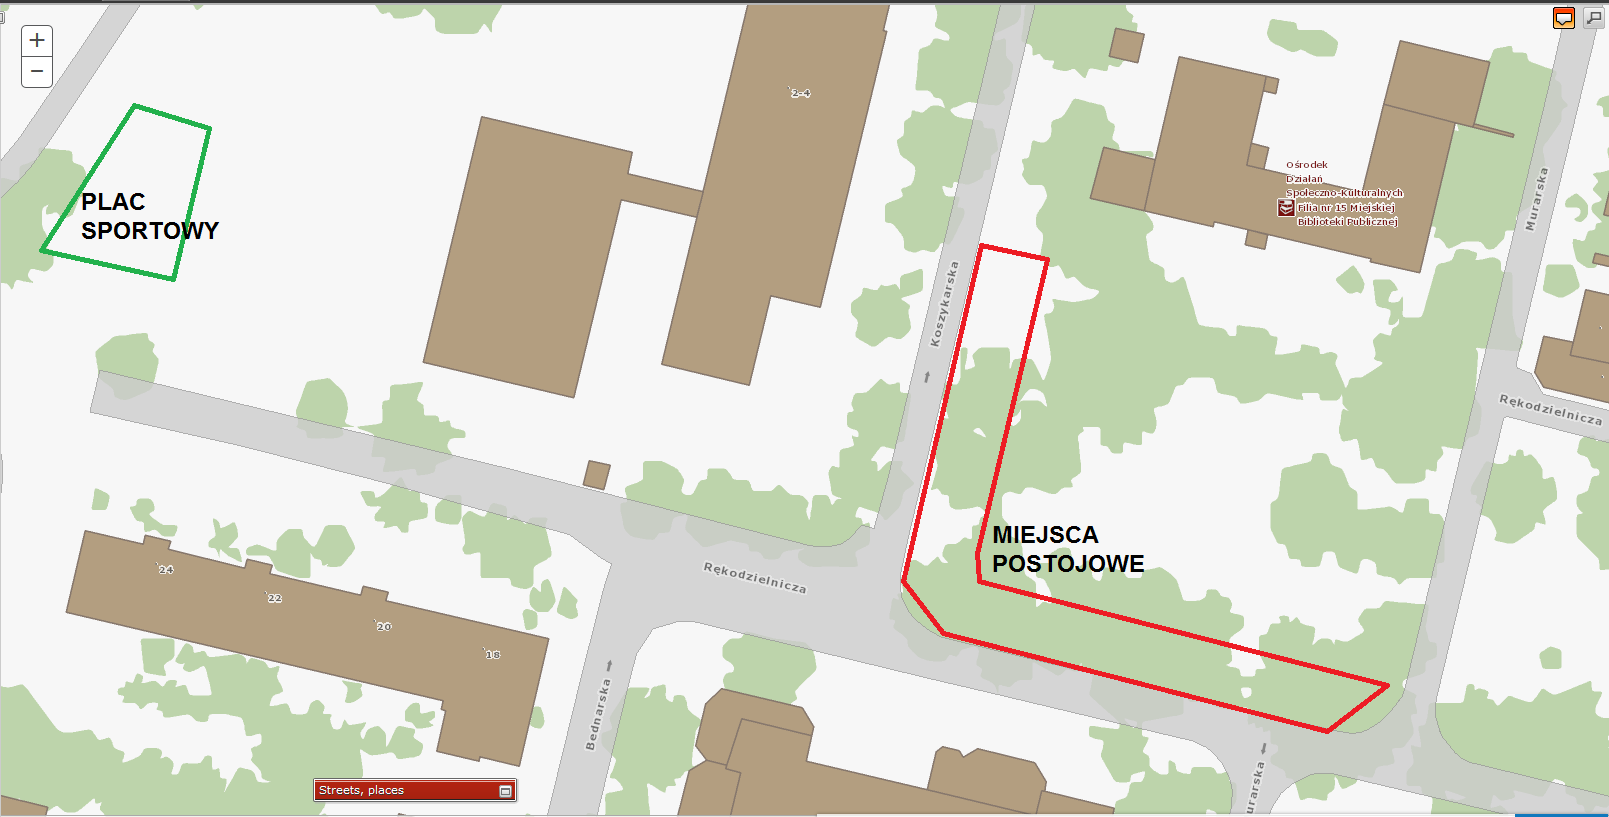 +
−
2-4
Ośrodek
Działań
Społeczno-Kulturalnych
Filia nr 15 Miejskiej
Biblioteki Publicznej
Murarska
PLAC
SPORTOWY
Koszykarska
Rękodzielnicza
MIEJSCA
POSTOJOWE
24
22
20
18
Rękodzielnicza
Bednarska
urarska
Streets, places